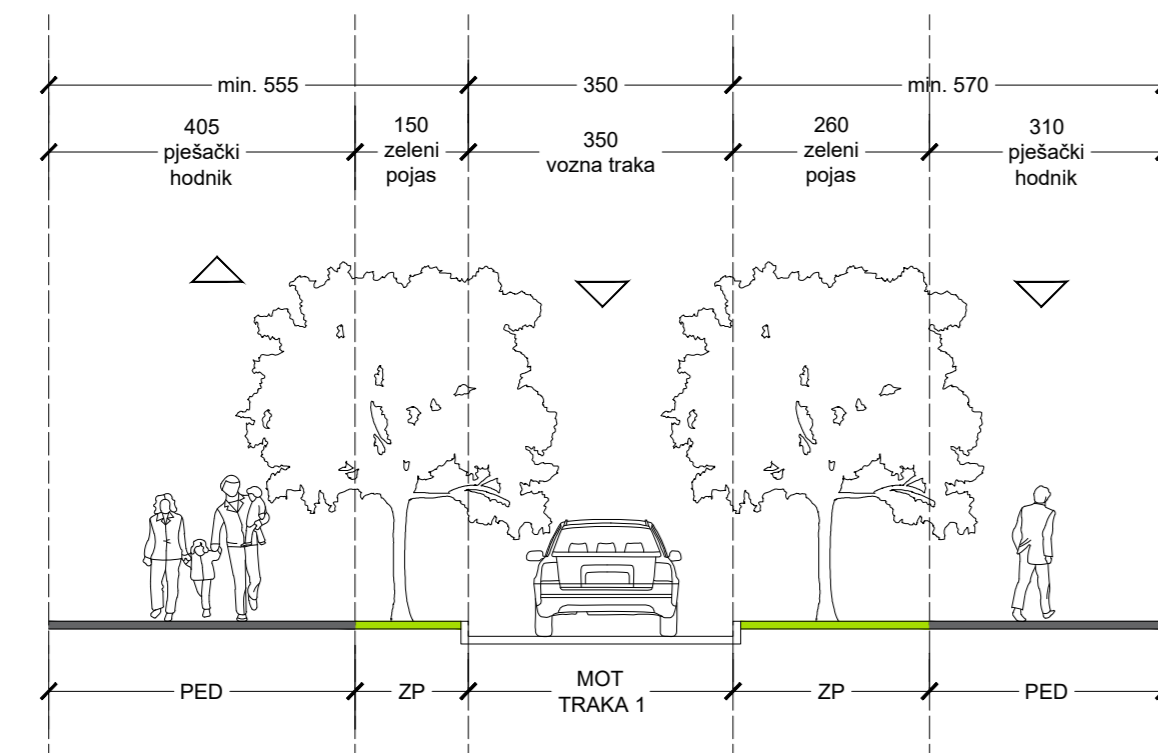 min. 555
350
min. 570
405
pješački
hodnik
150
zeleni
pojas
350
vozna traka
260
zeleni
pojas
310
pješački
hodnik
PED
ZP
MOT
TRAKA 1
ZP
PED